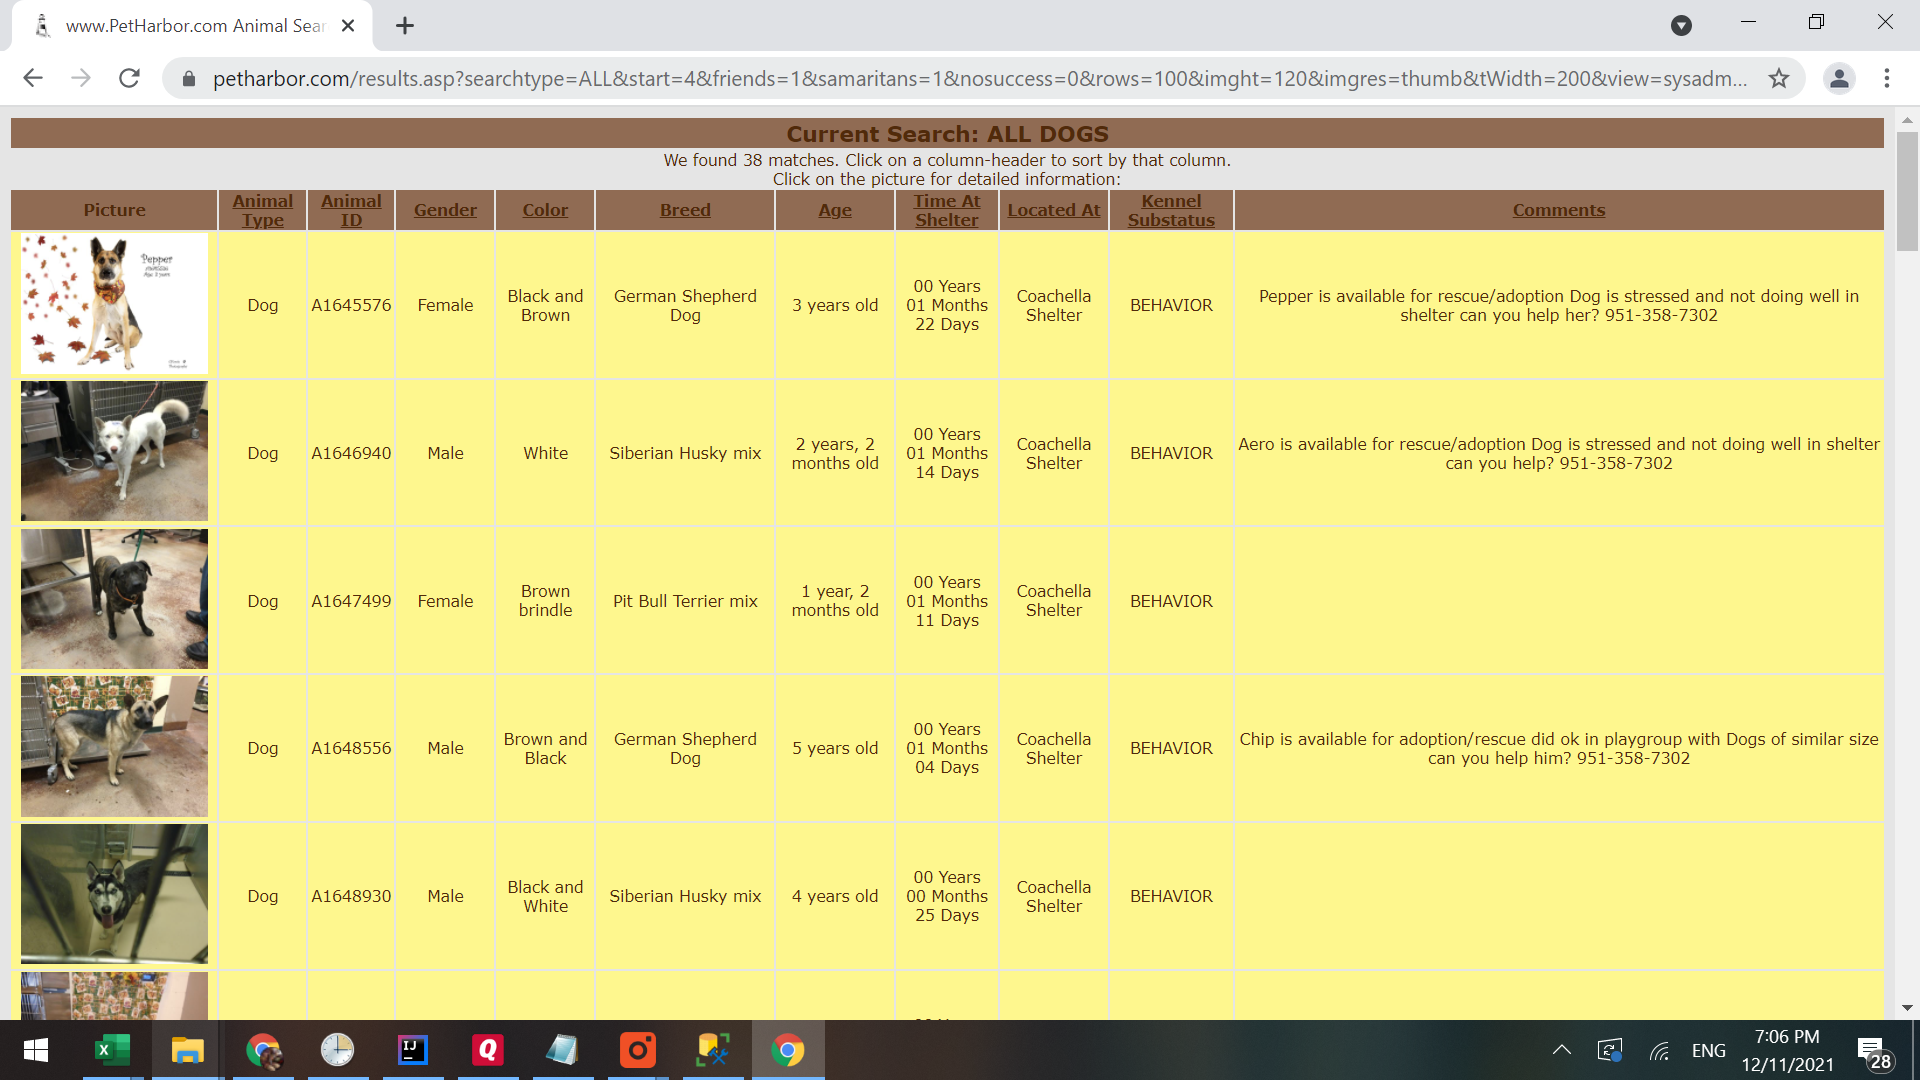 www.PetHarbor.com Animal Sear
petharbor.com/results.asp?searchtype=ALL&start=4&friends=1&samaritans=1&nosuccess=0&rows=100&imght=120&imgres=thumb&tWidth=200&view=sysadm...
Current Search: ALL DOGS
We found 38 matches. Click on a column-header to sort by that column.
Click on the picture for detailed information:
Picture
Animal
Type
Animal
ID
Gender
Color
Breed
Age
Time At
Shelter
Located At
Kennel
Substatus
Comments
Pepper
Dog
A1645576
Female
Black and
Brown
German Shepherd
Dog
3 years old
00 Years
01 Months
22 Days
Coachella
Shelter
BEHAVIOR
Pepper is available for rescue/adoption Dog is stressed and not doing well in
shelter can you help her? 951-358-7302
Dog
A1646940
Male
White
Siberian Husky mix
2 years, 2
months old
00 Years
01 Months
14 Days
Coachella
Shelter
BEHAVIOR
Aero is available for rescue/adoption Dog is stressed and not doing well in shelter
can you help? 951-358-7302
Dog
A1647499
Female
Brown
brindle
Pit Bull Terrier mix
1 year, 2
months old
00 Years
01 Months
11 Days
Coachella
Shelter
BEHAVIOR
Dog
A1648556
Male
Brown and
Black
German Shepherd
Dog
5 years old
00 Years
01 Months
04 Days
Coachella
Shelter
BEHAVIOR
Chip is available for adoption/rescue did ok in playgroup with Dogs of similar size
can you help him? 951-358-7302
Dog
A1648930
Male
Black and
White
Siberian Husky mix
4 years old
00 Years
00 Months
25 Days
Coachella
Shelter
BEHAVIOR
ENG
7:06 PM
12/11/2021
28